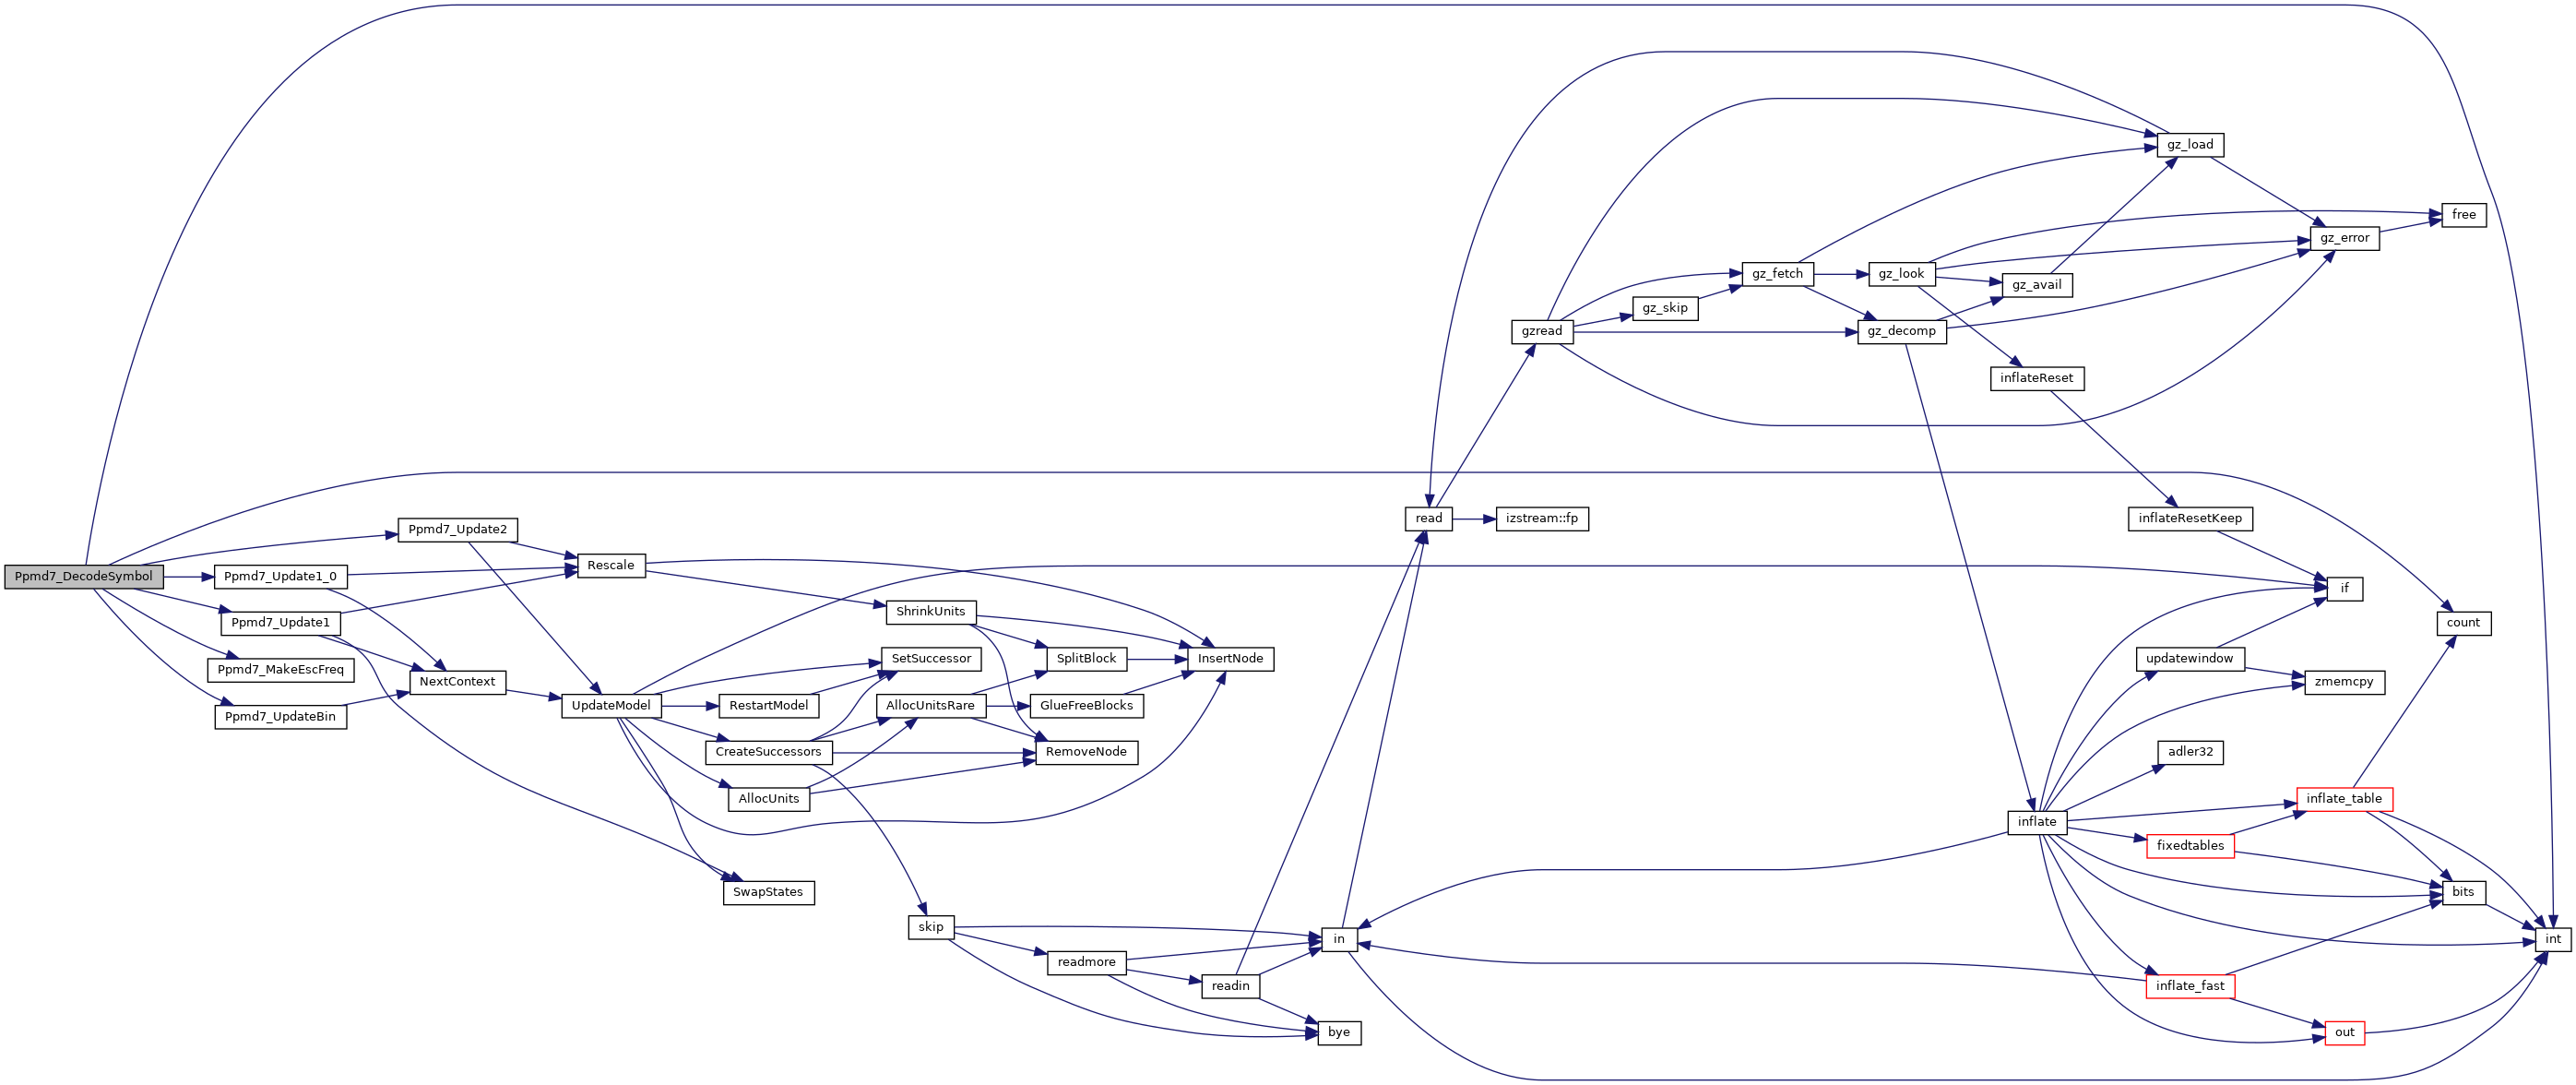 Ppmd7_DecodeSymbol
Ppmd7_Update2
Ppmd7_Update1_0
Ppmd7_Update1
Ppmd7_MakeEscFreq
Ppmd7_UpdateBin
NextContext
Rescale
UpdateModel
ShrinkUnits
SetSuccessor
RestartModel
CreateSuccessors
AllocUnits
SwapStates
AllocUnitsRare
SplitBlock
GlueFreeBlocks
RemoveNode
InsertNode
skip
readmore
readin
in
bye
read
izstream::fp
gzread
gz_skip
gz_fetch
gz_look
gz_decomp
gz_avail
gz_load
gz_error
free
inflateReset
inflateResetKeep
if
count
updatewindow
zmemcpy
adler32
inflate
inflate_table
fixedtables
bits
int
inflate_fast
out